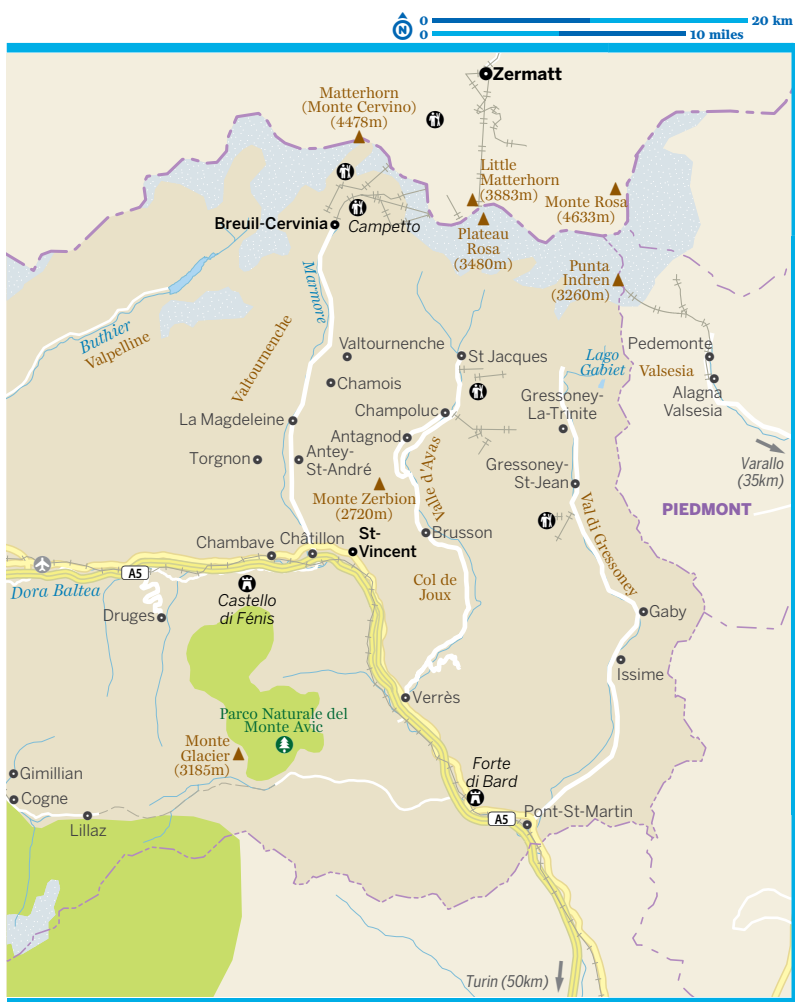 0
20 km
0
10 miles
Zermatt
Matterhorn
(Monte Cervino)
(4478m)
Little
Matterhorn
(3883m)
Monte Rosa
(4633m)
Breuil-Cervinia
Campetto
Plateau
Rosa
(3480m)
Punta
Indren
(3260m)
Marmore
Buthier
Valpelline
Valtournenche
Valtournenche
St Jacques
Lago
Gabiet
Pedemonte
Valsesia
Alagna
Valsesia
Chamois
Champoluc
Gressoney-
La-Trinite
La Magdeleine
Antagnod
Torgnon
Antey-
St-André
Valle d'Ayas
Gressoney-
St-Jean
Varallo
(35km)
Monte Zerbion
(2720m)
PIEDMONT
Val di Gressoney
Chambave
Châtillon
St-
Vincent
Brusson
A5
Dora Baltea
Castello
di Fénis
Col de
Joux
Druges
Gaby
Issime
Verrès
Parco Naturale del
Monte Avic
Monte
Glacier
(3185m)
Forte
di Bard
Gimillian
Cogne
Lillaz
A5
Pont-St-Martin
Turin (50km)